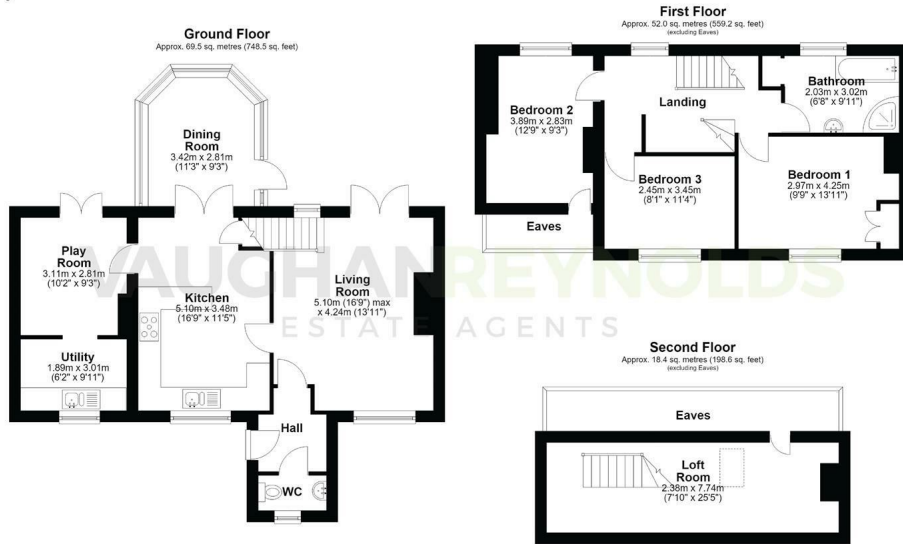 Ground Floor
Approx. 69.5 sq. metres (748.5 sq. feet)
Dining
Room
3.42m x 2.81m
(11'3" x 9'3")
Play
Room
3.11m x 2.81m
(10'2" x 9'3")
Kitchen
5.10m x 3.48m
(16'9" x 11'5")
Living
Room
5.10m (16'9") max
x 4.24m (13'11")
Utility
1.89m x 3.01m
(6'2" x 9'11")
Hall
WC
First Floor
Approx. 52.0 sq. metres (559.2 sq. feet)
(excluding Eaves)
Bedroom 2
3.89m x 2.83m
(12'9" x 9'3")
Landing
Bathroom
2.03m x 3.02m
(6'8" x 9'11")
Bedroom 3
2.45m x 3.45m
(8'1" x 11'4")
Bedroom 1
2.97m x 4.25m
(9'9" x 13'11")
Eaves
VAUGHANREYNOLDS
ESTATE AGENTS
Second Floor
Approx. 18.4 sq. metres (198.6 sq. feet)
(excluding Eaves)
Eaves
Loft
Room
2.38m x 7.74m
(7'10" x 25'5")